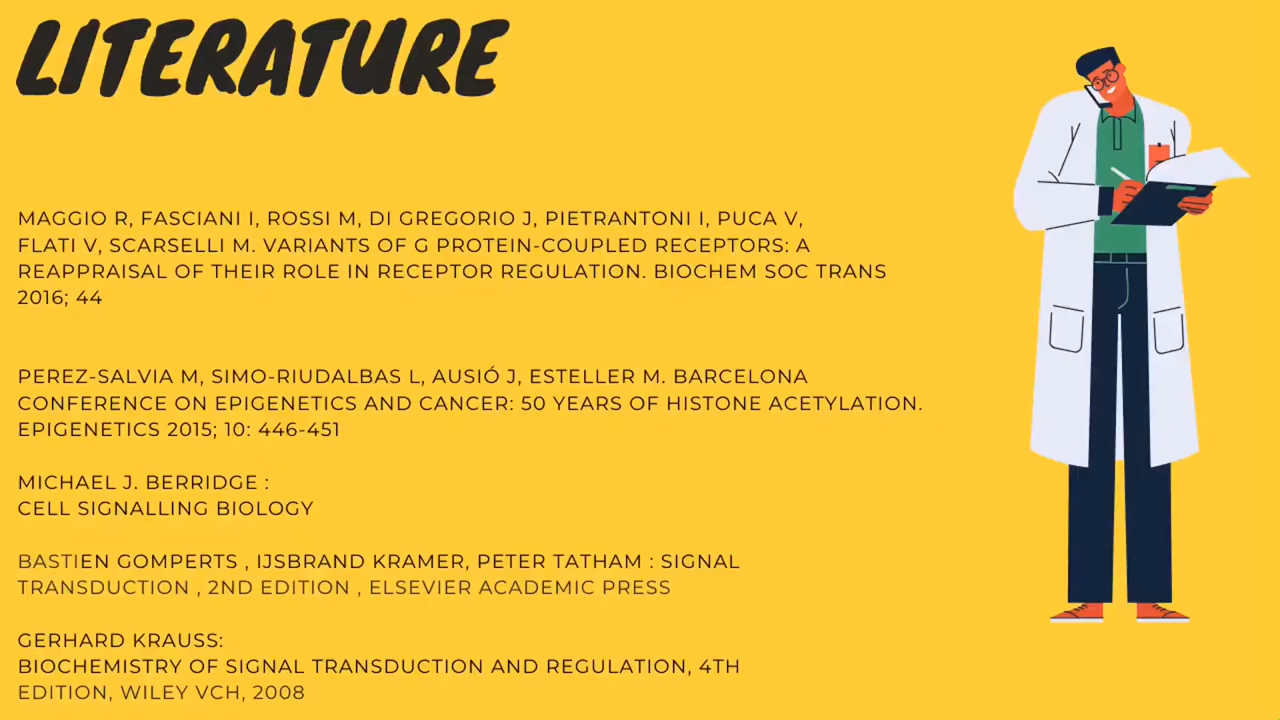 LITERATURE
MAGGIO R, FASCIANI I, ROSSI M, DI GREGORIO J, PIETRANTONI I, PUCA V,
FLATI V, SCARSELLI M. VARIANTS OF G PROTEIN-COUPLED RECEPTORS: A
REAPPRAISAL OF THEIR ROLE IN RECEPTOR REGULATION. BIOCHEM SOC TRANS
2016; 44
PEREZ-SALVIA M, SIMO-RIUDALBAS L, AUSIÓ J, ESTELLER M. BARCELONA
CONFERENCE ON EPIGENETICS AND CANCER: 50 YEARS OF HISTONE ACETYLATION.
EPIGENETICS 2015; 10: 446-451
MICHAEL J. BERRIDGE :
CELL SIGNALLING BIOLOGY
BASTIEN GOMPERTS , IJSBRAND KRAMER, PETER TATHAM : SIGNAL
TRANSDUCTION , 2ND EDITION , ELSEVIER ACADEMIC PRESS
GERHARD KRAUSS:
BIOCHEMISTRY OF SIGNAL TRANSDUCTION AND REGULATION, 4TH
EDITION, WILEY VCH, 2008